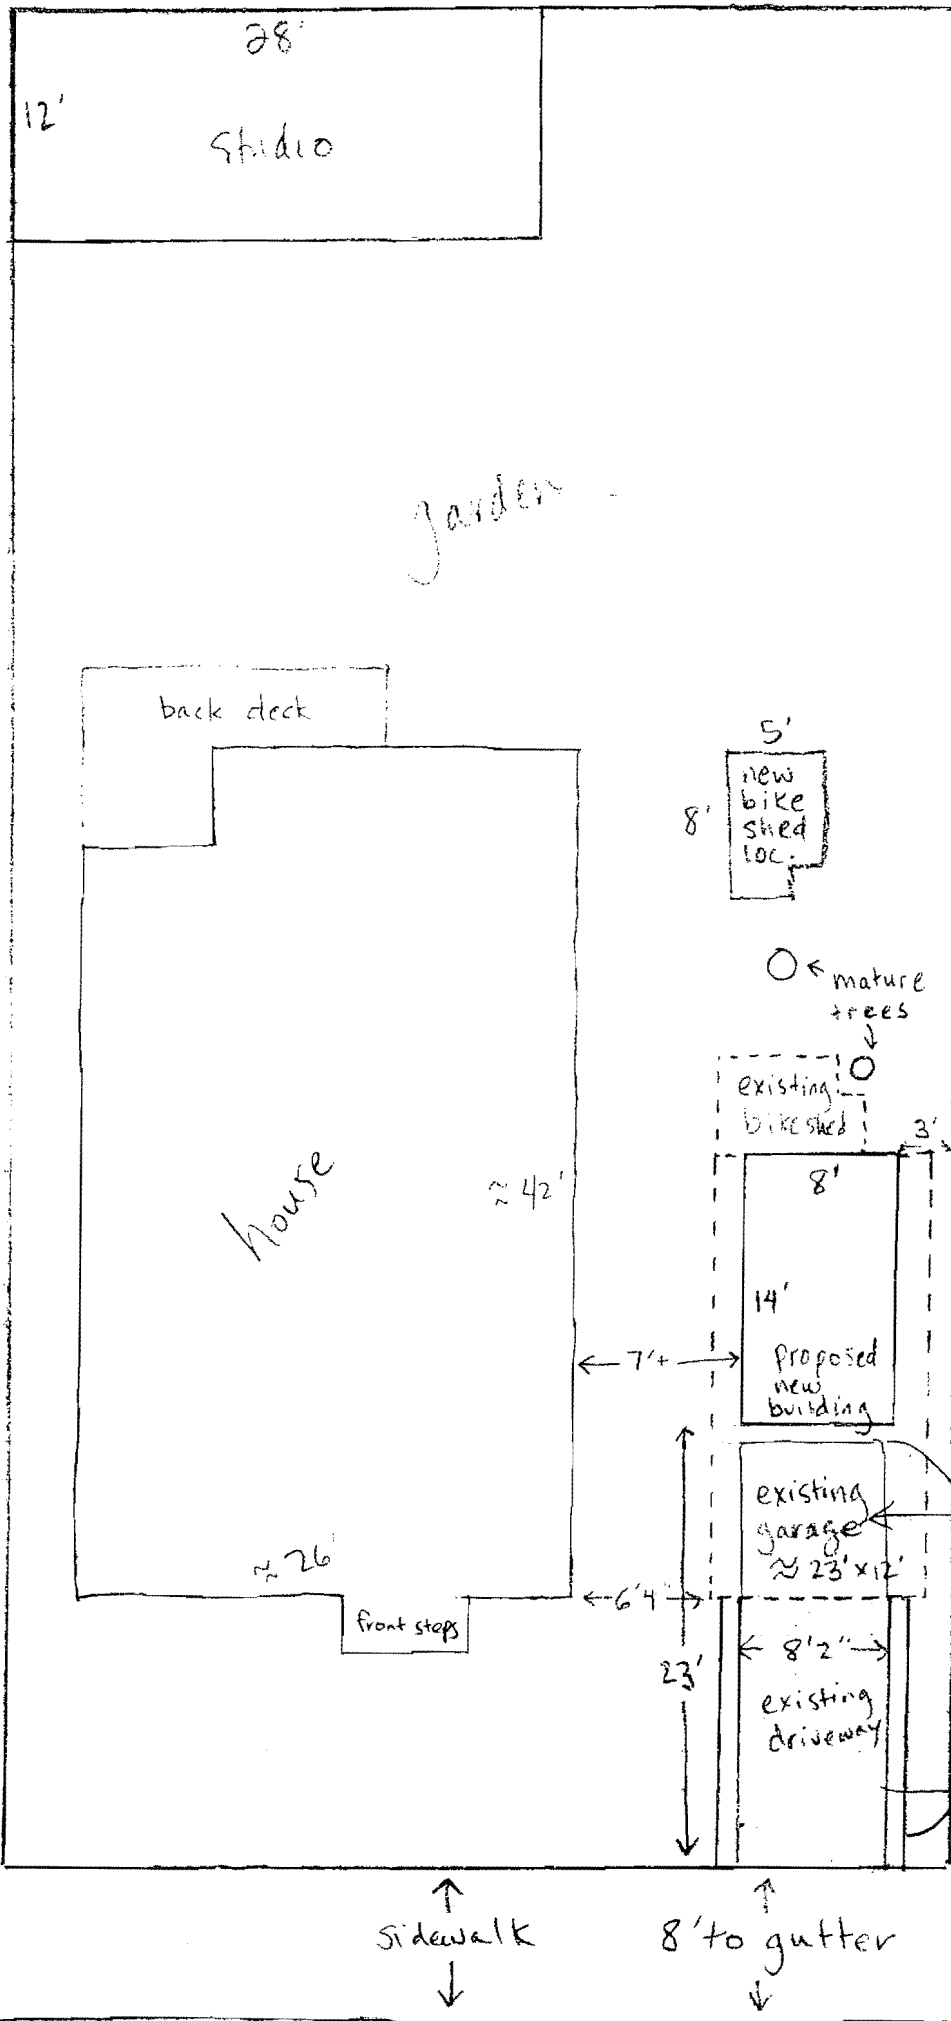 28'
12'
Studio
garden
back deck
5'
new
bike
shed
loc.
8'
mature
trees
existing
bike shed
3'
8'
house
≈ 42'
14'
7'+
proposed
new
building
existing
garage
≈ 23' x 12'
≈ 26'
6'4
front steps
8'2"
23'
existing
driveway
sidewalk
8' to gutter